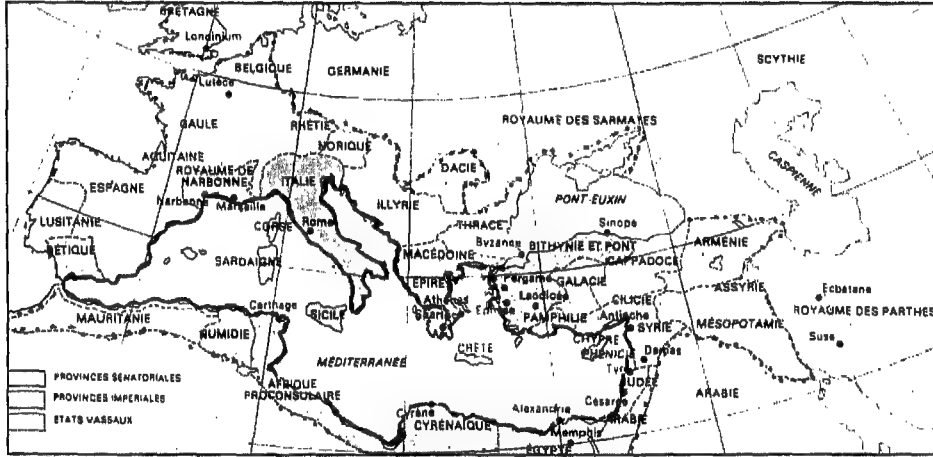 BRETAGNE
Londinium
BELGIQUE
GERMANIE
SCYTHIE
Lutèce
GAULE
RHÉTIE
ROYAUME DES SARMATES
NORIQUE
AQUITAINE
ROYAUME DE
NARBONNE
ITALIE
DACIE
CASPIENNE
ESPAGNE
Narbonne
Marseille
ILLYRIE
PONT-EUXIN
LUSITANIE
CORSE
Rome
THRACE
Sinope
BÉTIQUE
Byzance
BITHYNIE ET PONT
ARMÉNIE
SARDAIGNE
MACÉDOINE
CAPPADOCE
ÉPIRE
Pergame
GALACIE
ASSYRIE
Ecbatane
Athènes
Laodicée
CILICIE
ROYAUME DES PARTHES
Carthage
SICILE
PAMPHILIE
Antioche
MAURITANIE
SYRIE
MÉSOPOTAMIE
NUMIDIE
CRÈTE
CHYPRE
PHÉNICIE
Damas
Suse
MÉDITERRANÉE
Tyr
JUDÉE
PROVINCES SÉNATORIALES
AFRIQUE
PROCONSULAIRE
Césarée
ARABIE
PROVINCES IMPÉRIALES
Cyrène
Alexandrie
ARABIE
ETATS VASSAUX
CYRÉNAÏQUE
Memphis
ÉGYPTE